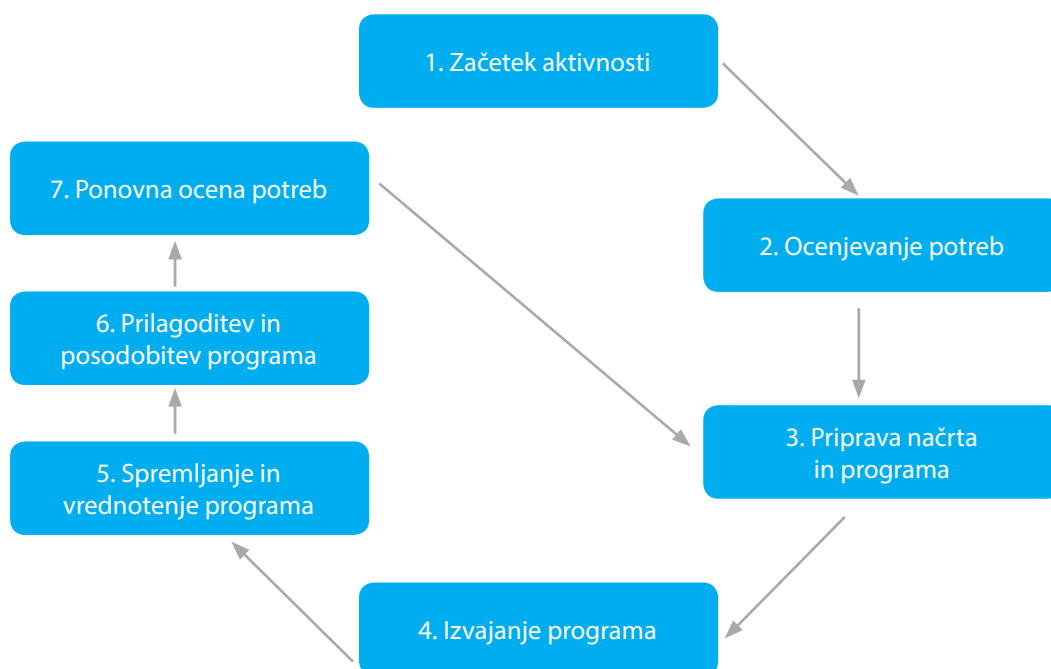 1. Začetek aktivnosti
2. Ocenjevanje potreb
3. Priprava načrta
in programa
4. Izvajanje programa
5. Spremljanje in
vrednotenje programa
6. Prilagoditev in
posodobitev programa
7. Ponovna ocena potreb